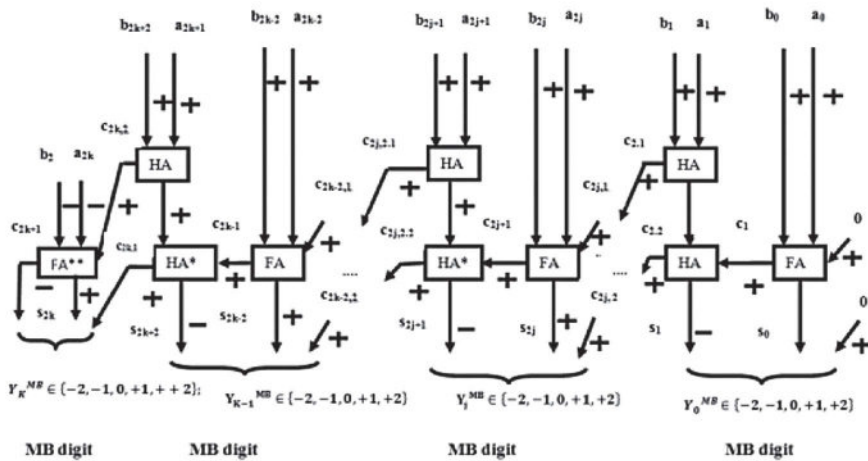 b₂ₖ₊₂ a₂ₖ₊₁ b₂ₖ₋₂ a₂ₖ₋₂ b₂ⱼ₊₁ a₂ⱼ₊₁ b₂ⱼ a₂ⱼ b₁ a₁ b₀ a₀
+ + + + + + + + + + + +
c₂ₖ,₂ c₂ⱼ,₂.₁ c₂.₁
b₂ a₂ₖ HA HA HA
− − + + c₂ₖ₋₂,₁ + + c₂ⱼ,₁ +
c₂ₖ₊₁ c₂ₖ,₁ c₂ₖ₋₁ + c₂ⱼ,₂.₂ c₂ⱼ₊₁ + c₂.₂ c₁ 0
FA** HA* FA HA* FA HA FA +
.... ....
− + + + + c₂ₖ₋₂,₂ + + + c₂ⱼ,₂ + + 0
s₂ₖ s₂ₖ₊₂ − s₂ₖ₋₂ + s₂ⱼ₊₁ − s₂ⱼ + s₁ − s₀ + +
Y_K^MB ∈ {−2, −1, 0, +1, + +2};
Y_K−1^MB ∈ {−2, −1, 0, +1, +2}
Y_j^MB ∈ {−2, −1, 0, +1, +2}
Y_0^MB ∈ {−2, −1, 0, +1, +2}
MB digit MB digit MB digit MB digit